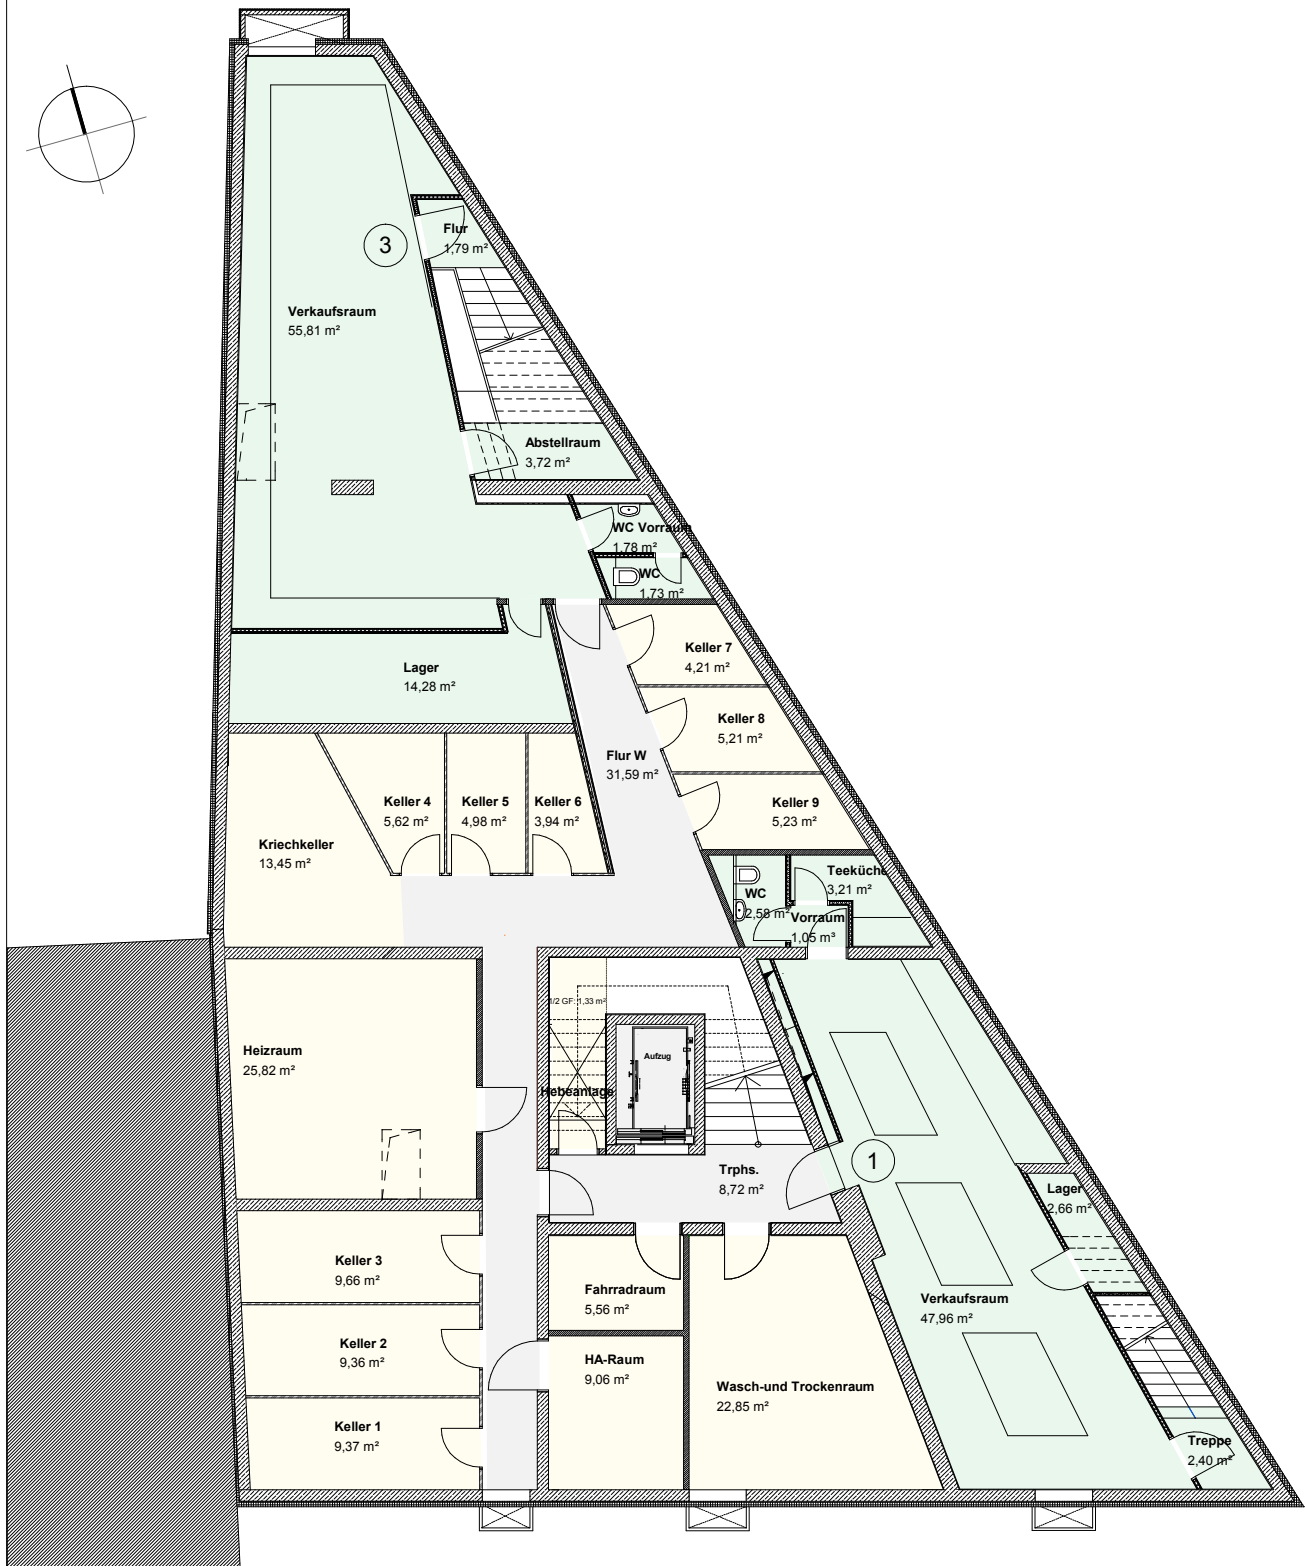 Flur
1,79 m²
3
Verkaufsraum
55,81 m²
Abstellraum
3,72 m²
WC Vorraum
1,78 m²
WC
1,73 m²
Lager
14,28 m²
Keller 7
4,21 m²
Keller 8
5,21 m²
Flur W
31,59 m²
Keller 9
5,23 m²
Keller 4
5,62 m²
Keller 5
4,98 m²
Keller 6
3,94 m²
Kriechkeller
13,45 m²
WC
2,58 m²
Teeküche
3,21 m²
Vorraum
1,05 m³
1/2 GF: 1,33 m²
Heizraum
25,82 m²
Aufzug
Hebeanlage
Trphs.
8,72 m²
1
Lager
2,66 m²
Keller 3
9,66 m²
Fahrradraum
5,56 m²
Verkaufsraum
47,96 m²
Keller 2
9,36 m²
HA-Raum
9,06 m²
Wasch-und Trockenraum
22,85 m²
Keller 1
9,37 m²
Treppe
2,40 m²